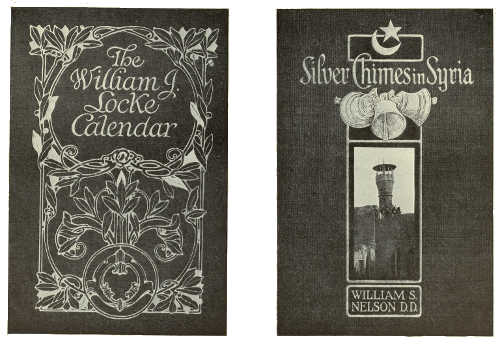 The
William J.
Locke
Calendar
Silver Chimes in Syria
WILLIAM S.
NELSON D.D.